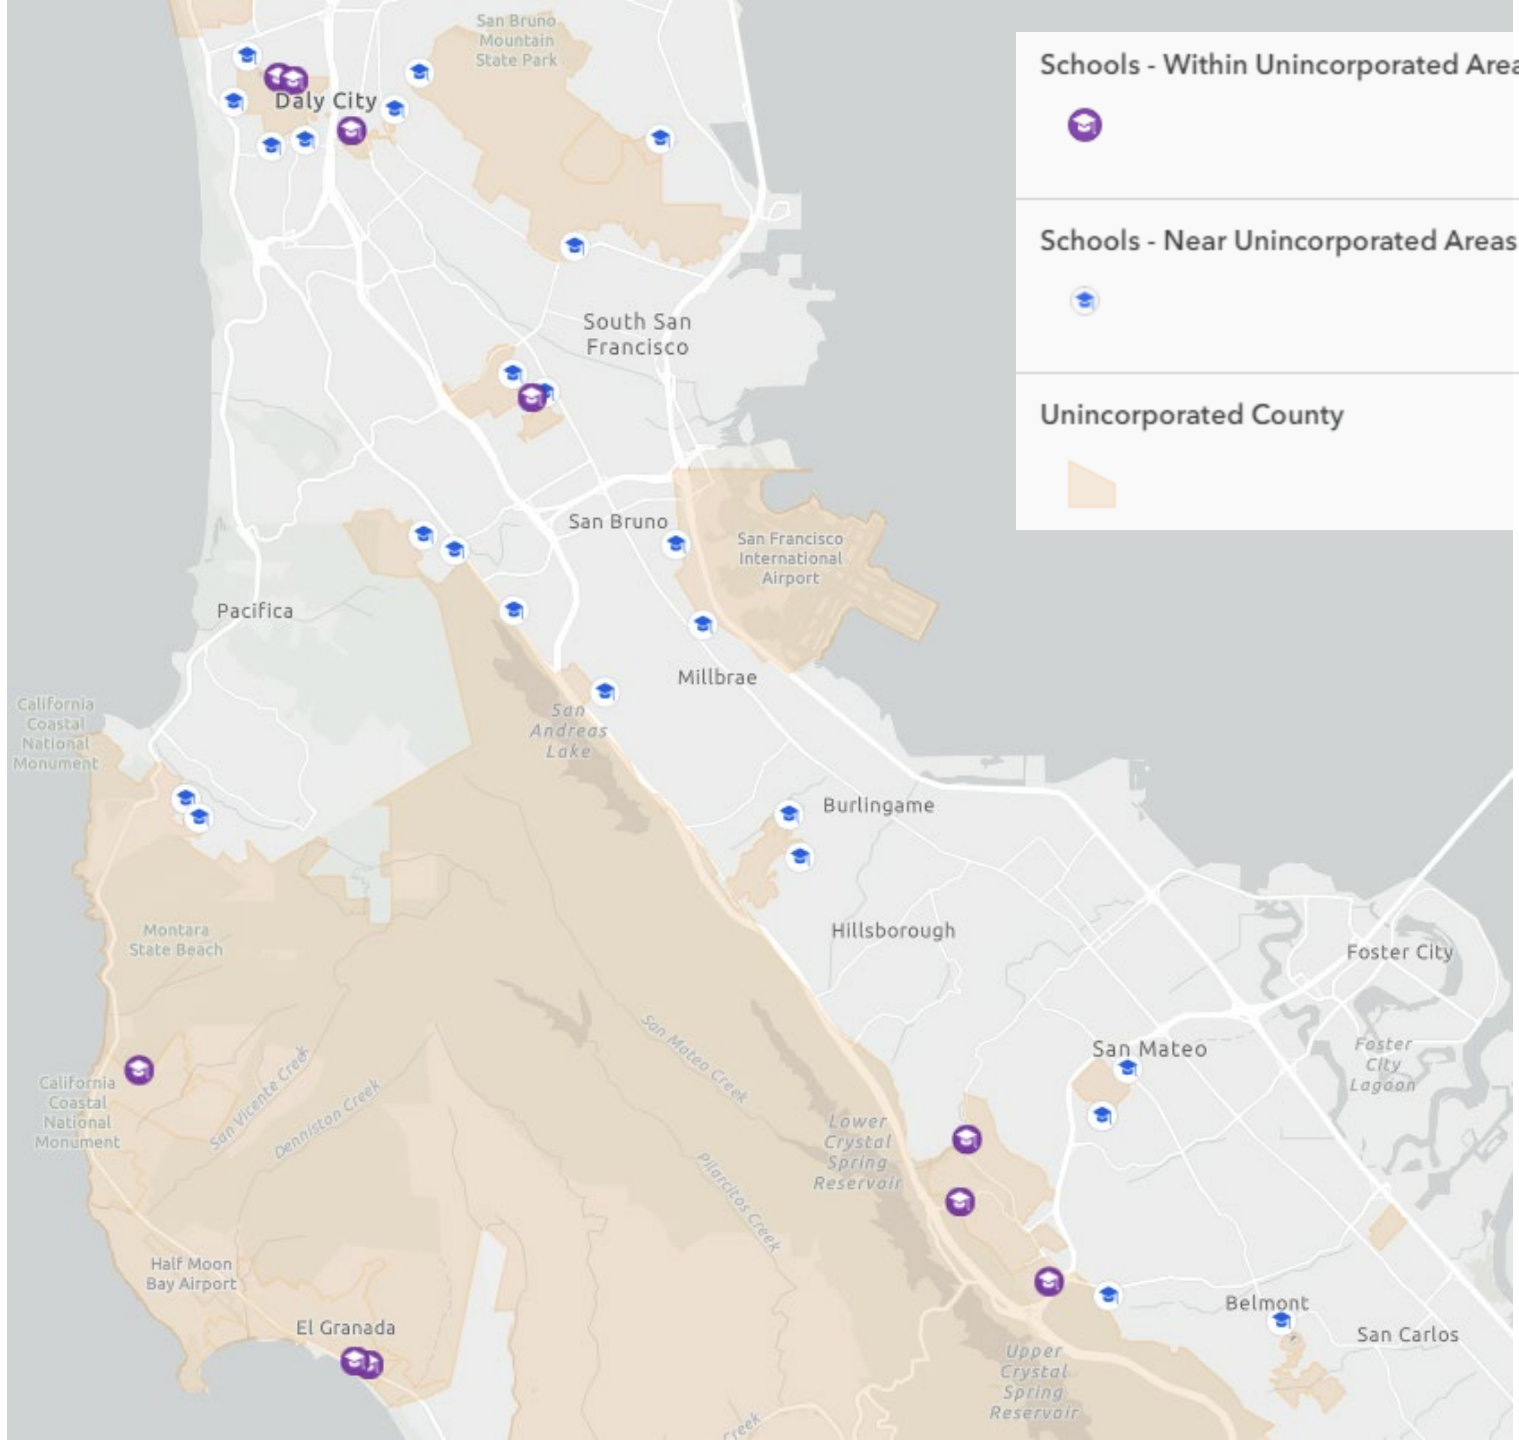 San Bruno
Mountain
State Park
Schools - Within Unincorporated Area
Daly City
Schools - Near Unincorporated Areas
South San
Francisco
Unincorporated County
San Bruno
San Francisco
International
Airport
Pacifica
Millbrae
California
Coastal
National
Monument
San
Andreas
Lake
Burlingame
Hillsborough
Montara
State Beach
Foster City
San Mateo Creek
San Mateo
Foster
City
Lagoon
California
Coastal
National
Monument
San Vicente Creek
Denniston Creek
Lower
Crystal
Spring
Reservoir
Pilarcitos Creek
Half Moon
Bay Airport
El Granada
Belmont
San Carlos
Upper
Crystal
Spring
Reservoir
Creek